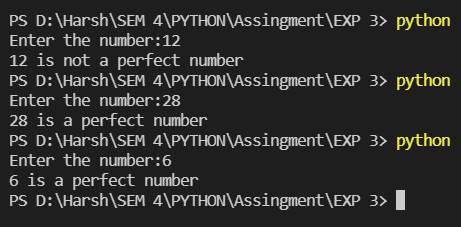 PS D:\Harsh\SEM 4\PYTHON\Assingment\EXP 3> python
Enter the number:12
12 is not a perfect number
PS D:\Harsh\SEM 4\PYTHON\Assingment\EXP 3> python
Enter the number:28
28 is a perfect number
PS D:\Harsh\SEM 4\PYTHON\Assingment\EXP 3> python
Enter the number:6
6 is a perfect number
PS D:\Harsh\SEM 4\PYTHON\Assingment\EXP 3>